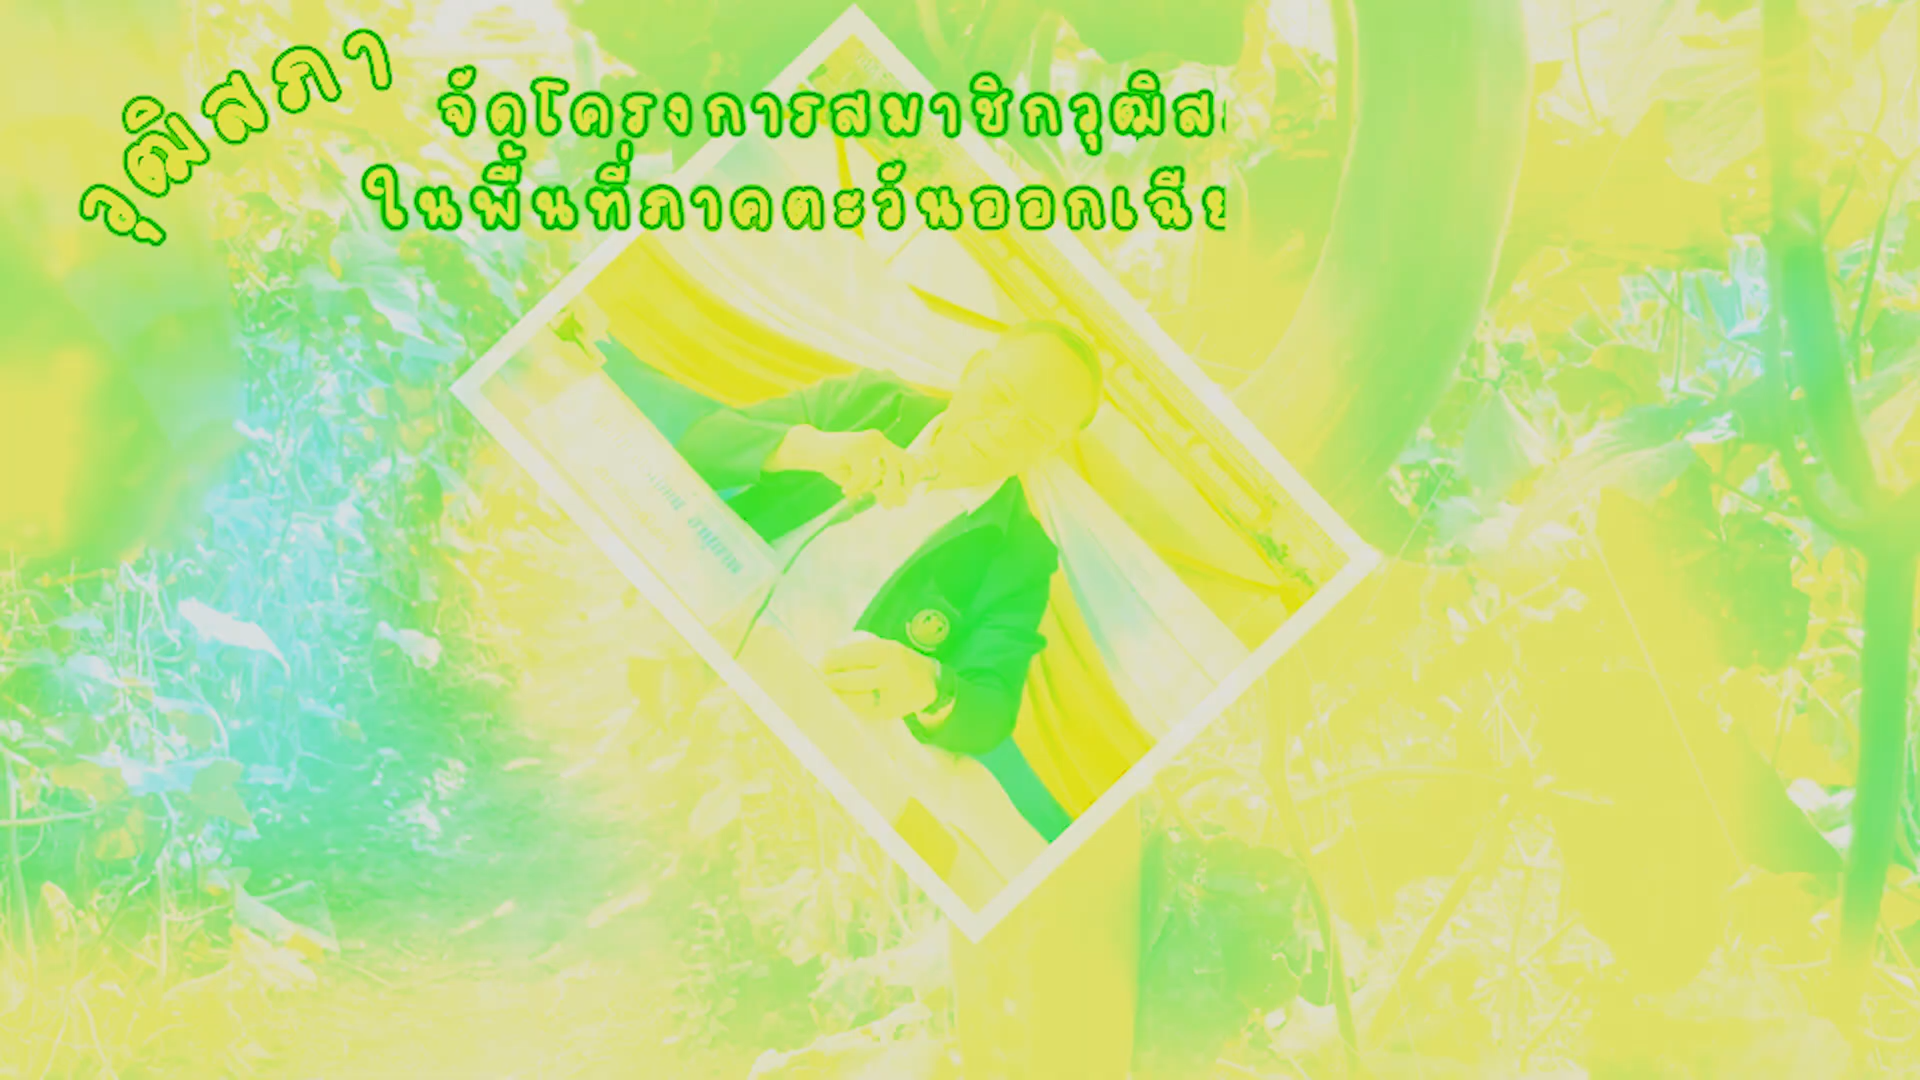 วุฒิสภา
จัดโครงการสมาชิกวุฒิส
ในพื้นที่ภาคตะวันออกเฉีย